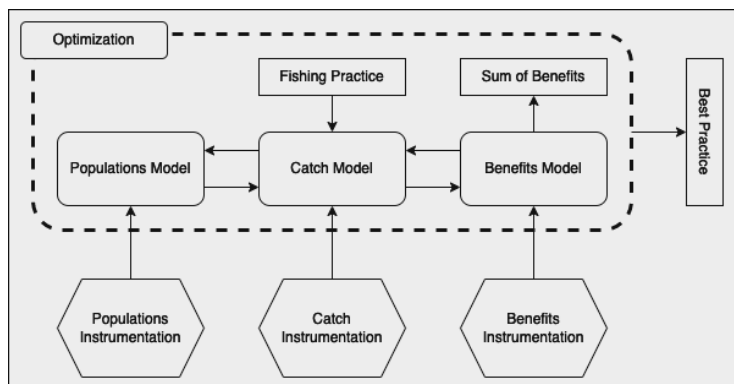 Optimization
Fishing Practice
Sum of Benefits
Best Practice
Populations Model
Catch Model
Benefits Model
Populations
Instrumentation
Catch
Instrumentation
Benefits
Instrumentation